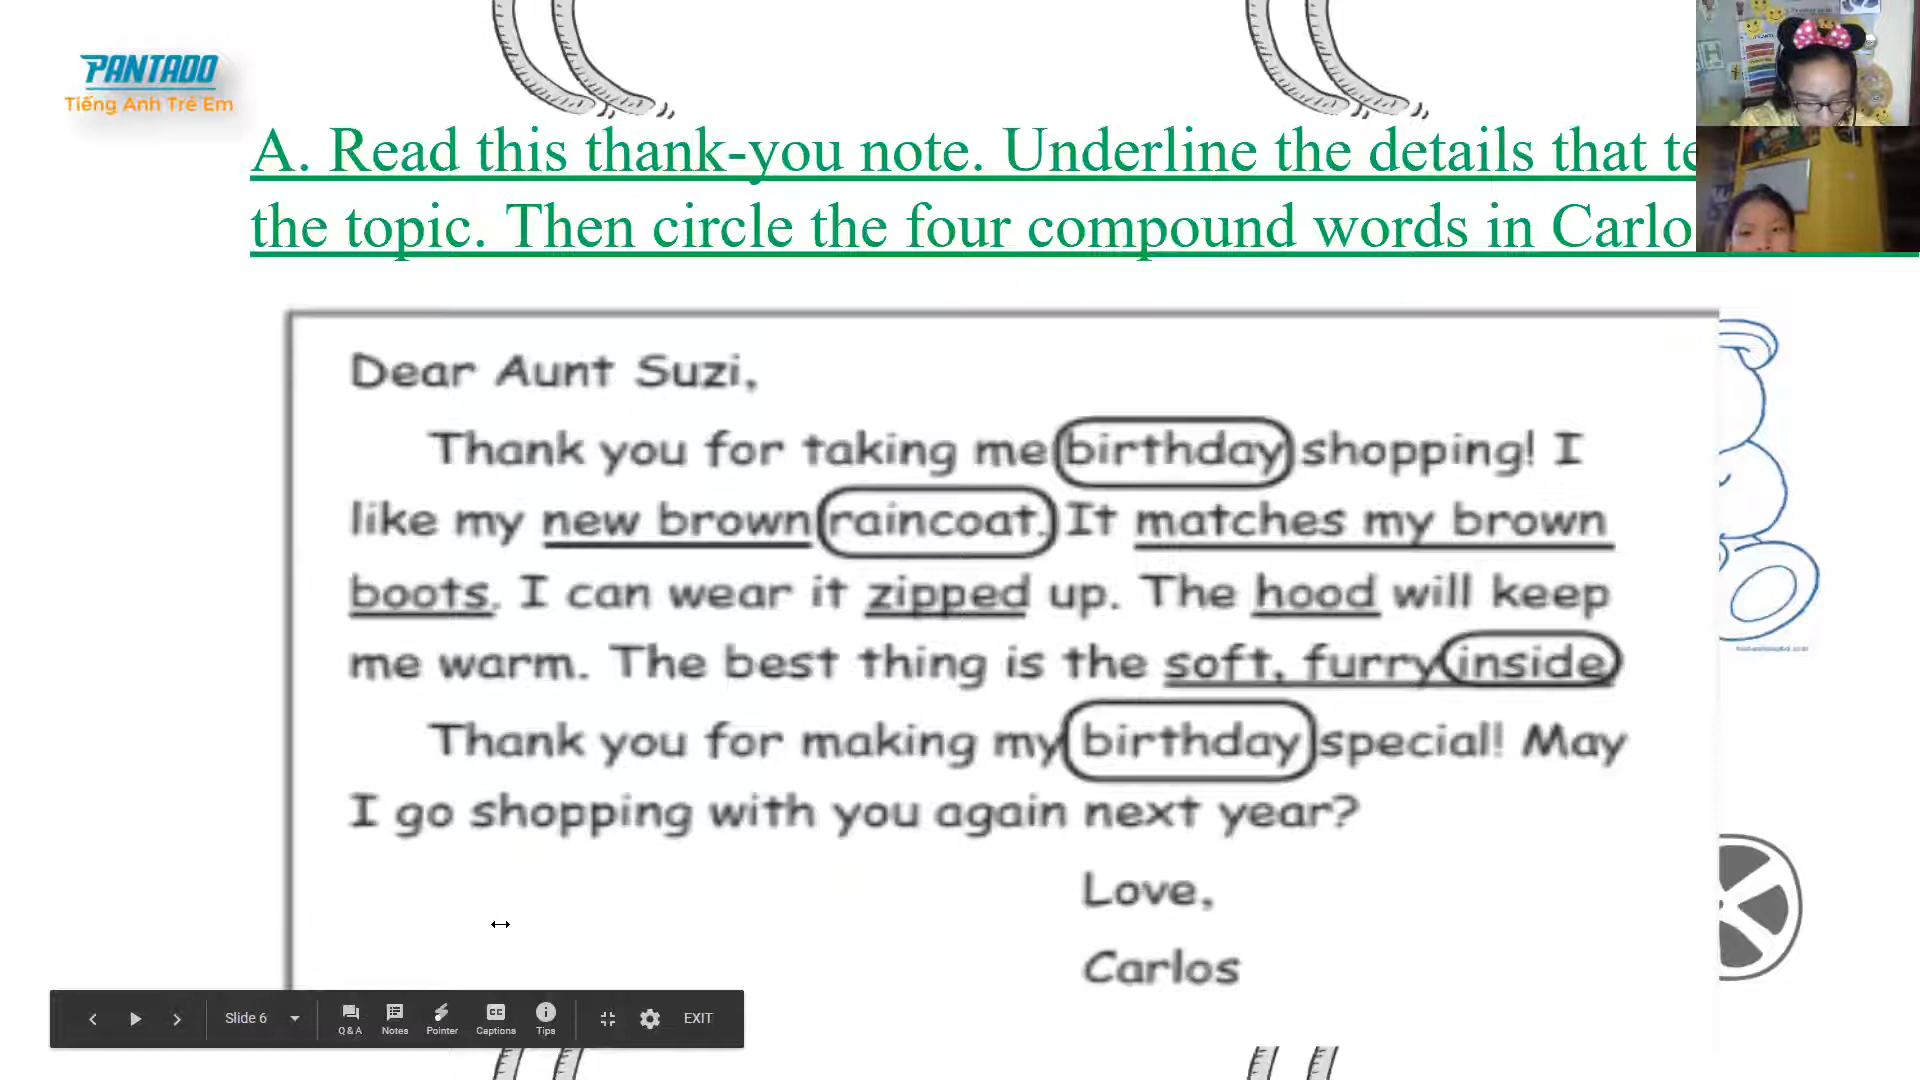 PANTADO
Tiếng Anh Trẻ Em
A. Read this thank-you note. Underline the details that te
the topic. Then circle the four compound words in Carlo
Dear Aunt Suzi,
Thank you for taking me birthday shopping! I
like my new brown raincoat. It matches my brown
boots. I can wear it zipped up. The hood will keep
me warm. The best thing is the soft, furry inside
Thank you for making my birthday special! May
I go shopping with you again next year?
Love,
Carlos
Slide 6
Q & A
Notes
Pointer
CC
Captions
Tips
EXIT